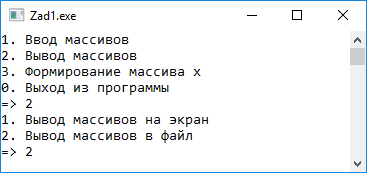 Zad1.exe
1. Ввод массивов
2. Вывод массивов
3. Формирование массива x
0. Выход из программы
=> 2
1. Вывод массивов на экран
2. Вывод массивов в файл
=> 2